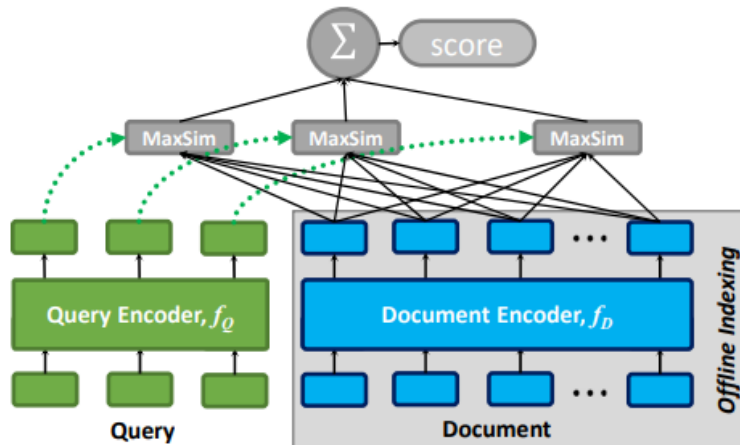 Σ score
MaxSim MaxSim MaxSim
Query Encoder, f_Q Document Encoder, f_D
Query Document
Offline Indexing